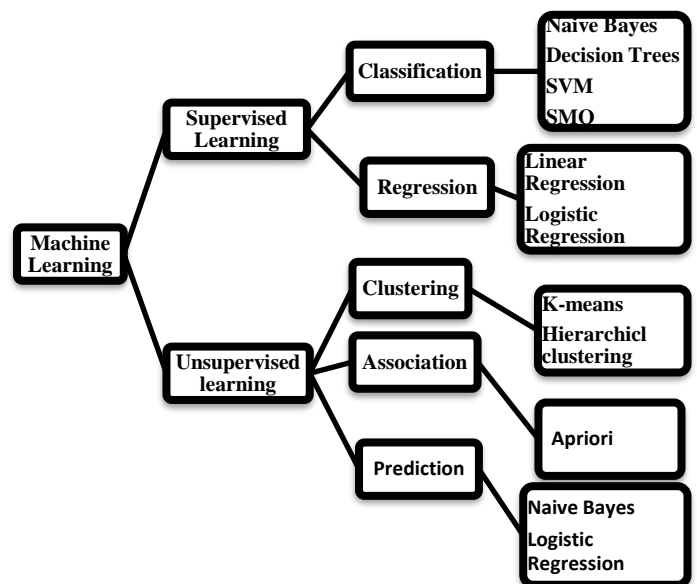 Machine
Learning
Supervised
Learning
Classification
Naive Bayes
Decision Trees
SVM
SMO
Regression
Linear
Regression
Logistic
Regression
Unsupervised
learning
Clustering
K-means
Hierarchicl
clustering
Association
Apriori
Prediction
Naive Bayes
Logistic
Regression